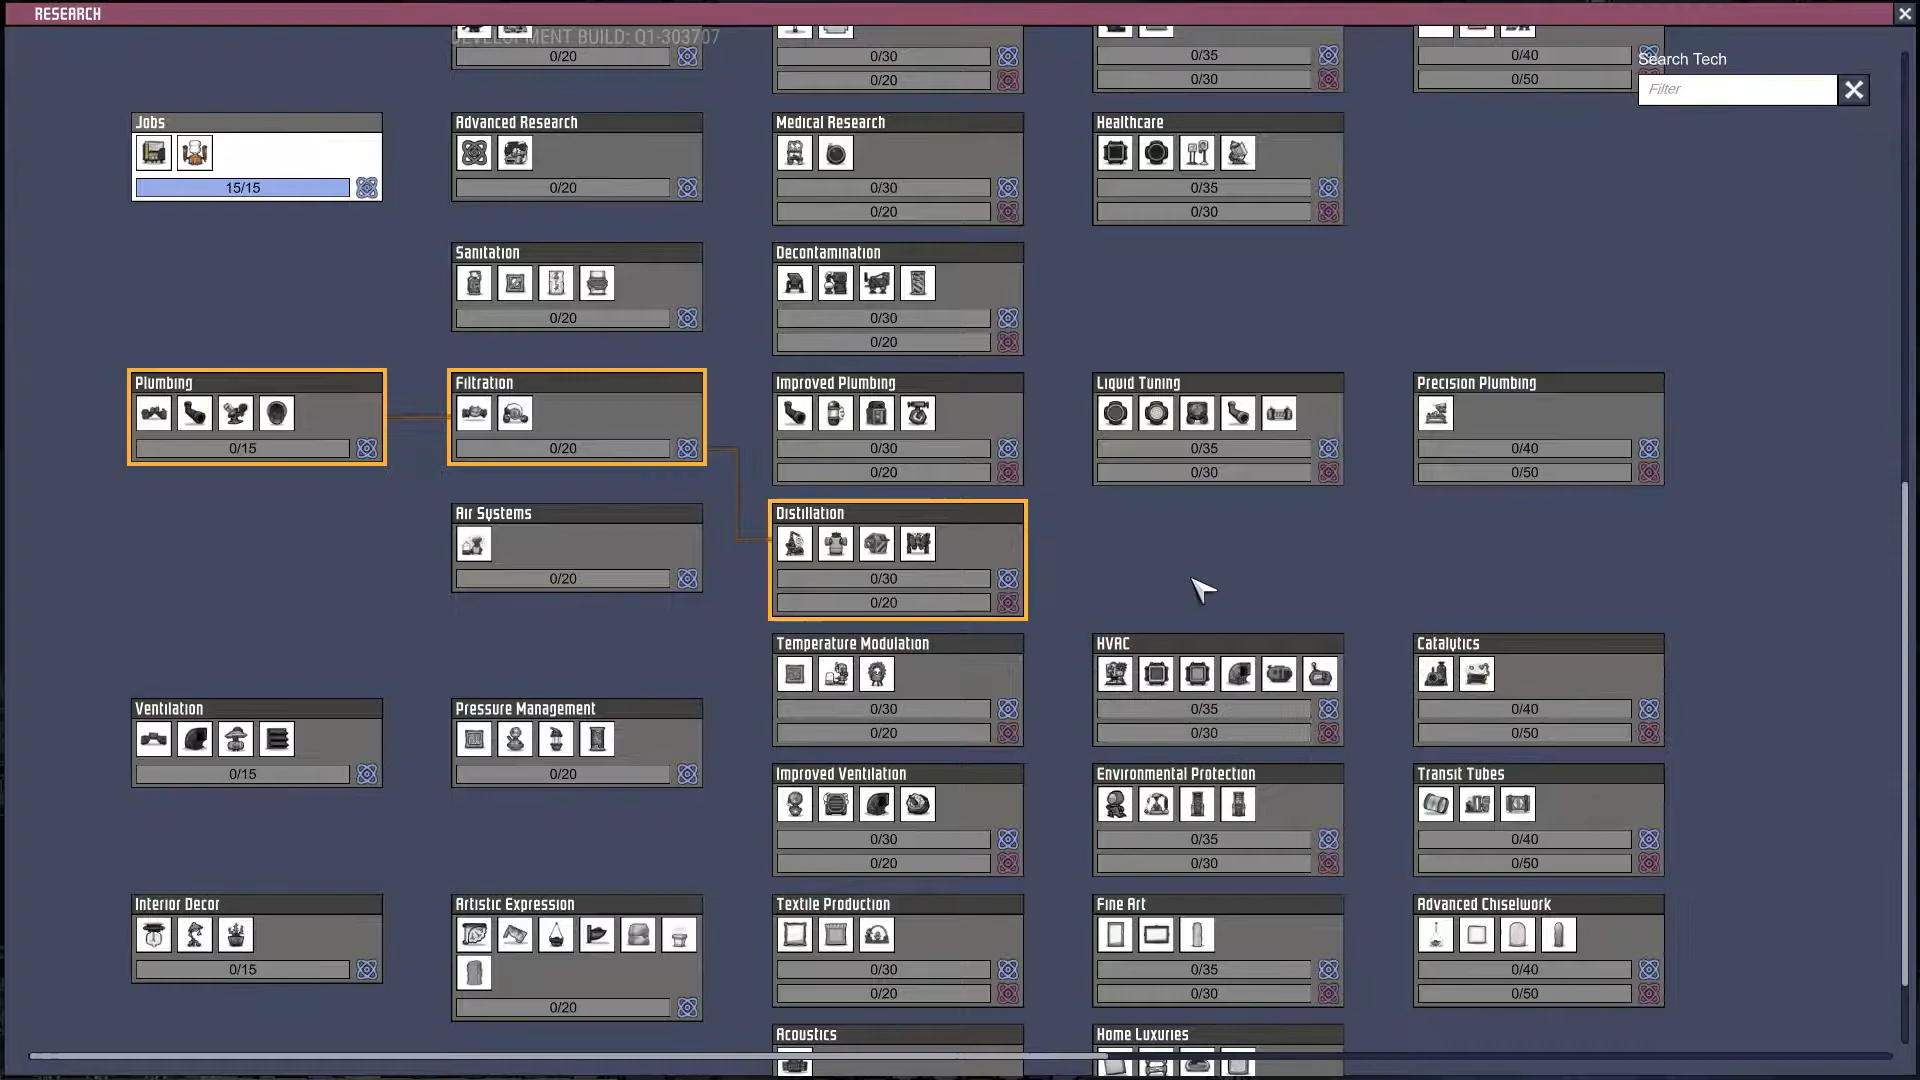 RESEARCH
DEVELOPMENT BUILD: Q1-303707
0/20
0/30
0/35
0/40
0/20
0/30
0/50
Search Tech
Filter
Jobs
15/15
Advanced Research
0/20
Medical Research
0/30
0/20
Healthcare
0/35
0/30
Sanitation
0/20
Decontamination
0/30
0/20
Plumbing
0/15
Filtration
0/20
Improved Plumbing
0/30
0/20
Liquid Tuning
0/35
0/30
Precision Plumbing
0/40
0/50
Air Systems
0/20
Distillation
0/30
0/20
Temperature Modulation
0/30
0/20
HVAC
0/35
0/30
Catalytics
0/40
0/50
Ventilation
0/15
Pressure Management
0/20
Improved Ventilation
0/30
0/20
Environmental Protection
0/35
0/30
Transit Tubes
0/40
0/50
Interior Decor
0/15
Artistic Expression
0/20
Textile Production
0/30
0/20
Fine Art
0/35
0/30
Advanced Chiselwork
0/40
0/50
Acoustics
Home Luxuries